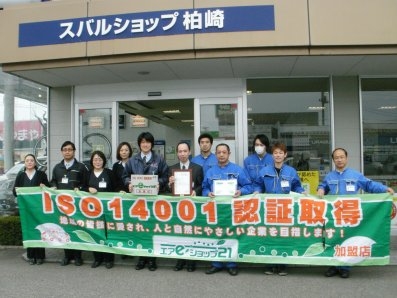 スバルショップ柏崎
ISO14001 認証取得
地域の皆様に愛され、人と自然にやさしい企業を目指します！
エアeショップ21
加盟店